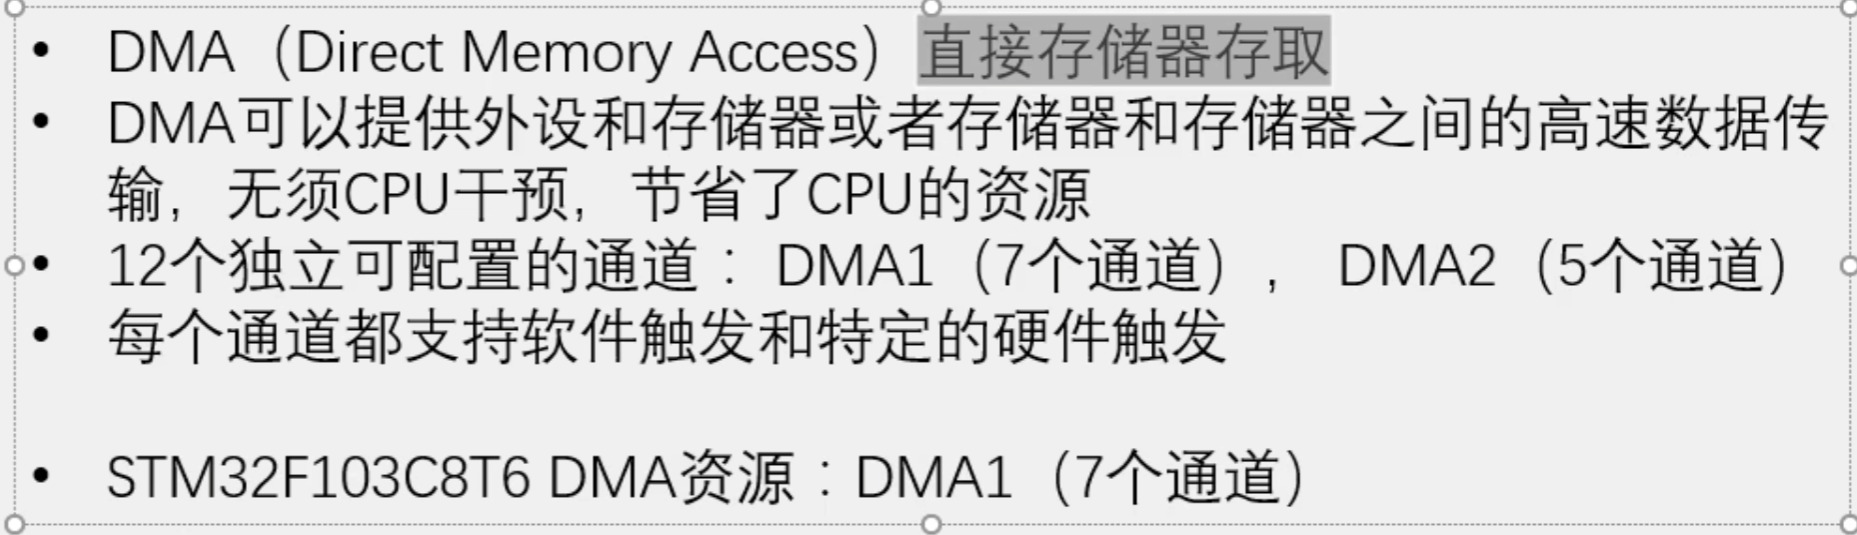 • DMA（Direct Memory Access）直接存储器存取
• DMA可以提供外设和存储器或者存储器和存储器之间的高速数据传
输，无须CPU干预，节省了CPU的资源
• 12个独立可配置的通道：DMA1（7个通道），DMA2（5个通道）
• 每个通道都支持软件触发和特定的硬件触发
• STM32F103C8T6 DMA资源：DMA1（7个通道）